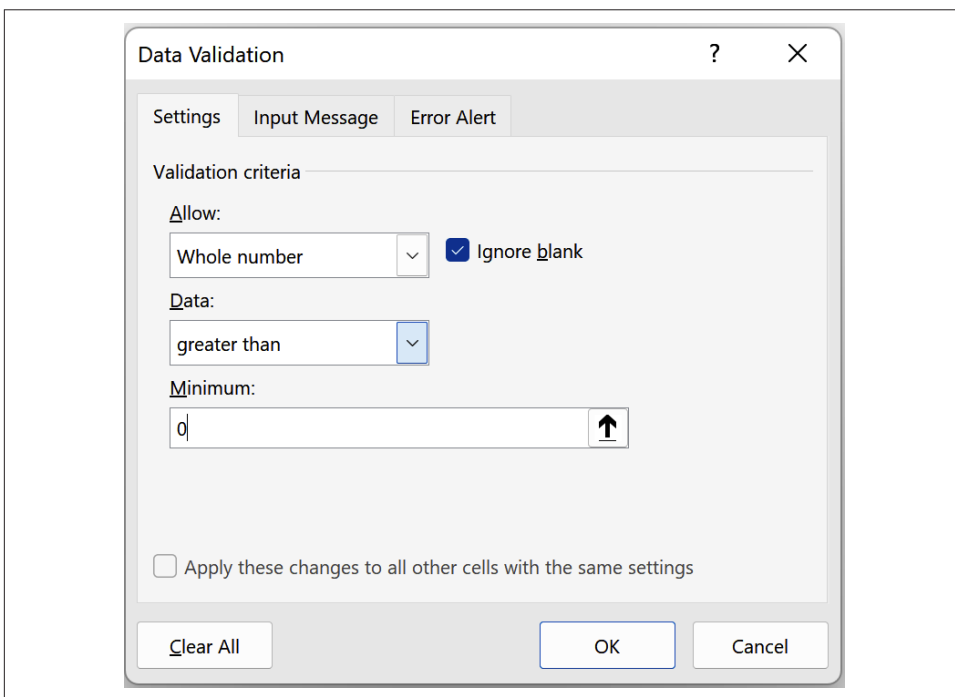 Data Validation ?
Settings Input Message Error Alert
Validation criteria
Allow:
Whole number Ignore blank
Data:
greater than
Minimum:
0
Apply these changes to all other cells with the same settings
Clear All OK Cancel